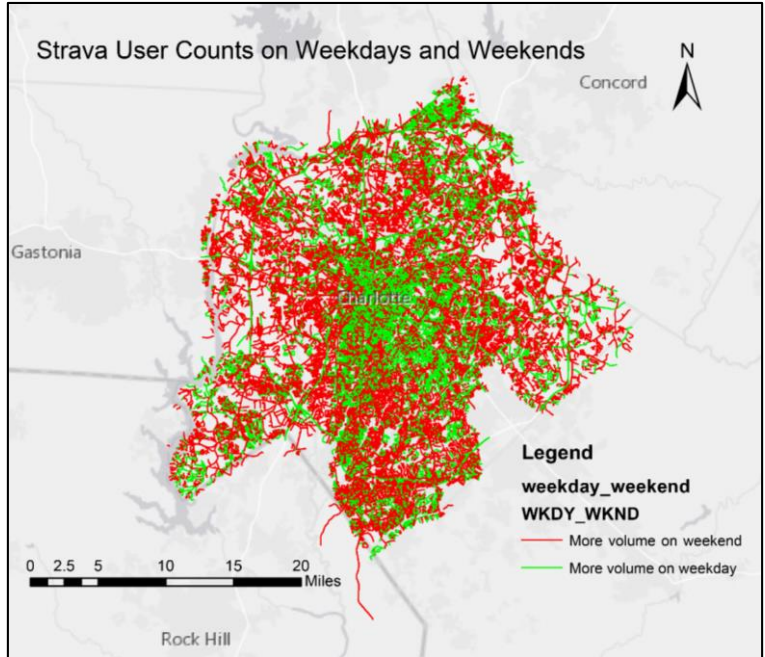 Strava User Counts on Weekdays and Weekends
N
Concord
Gastonia
Charlotte
Legend
weekday_weekend
WKDY_WKND
More volume on weekend
More volume on weekday
0 2.5 5 10 15 20
Miles
Rock Hill